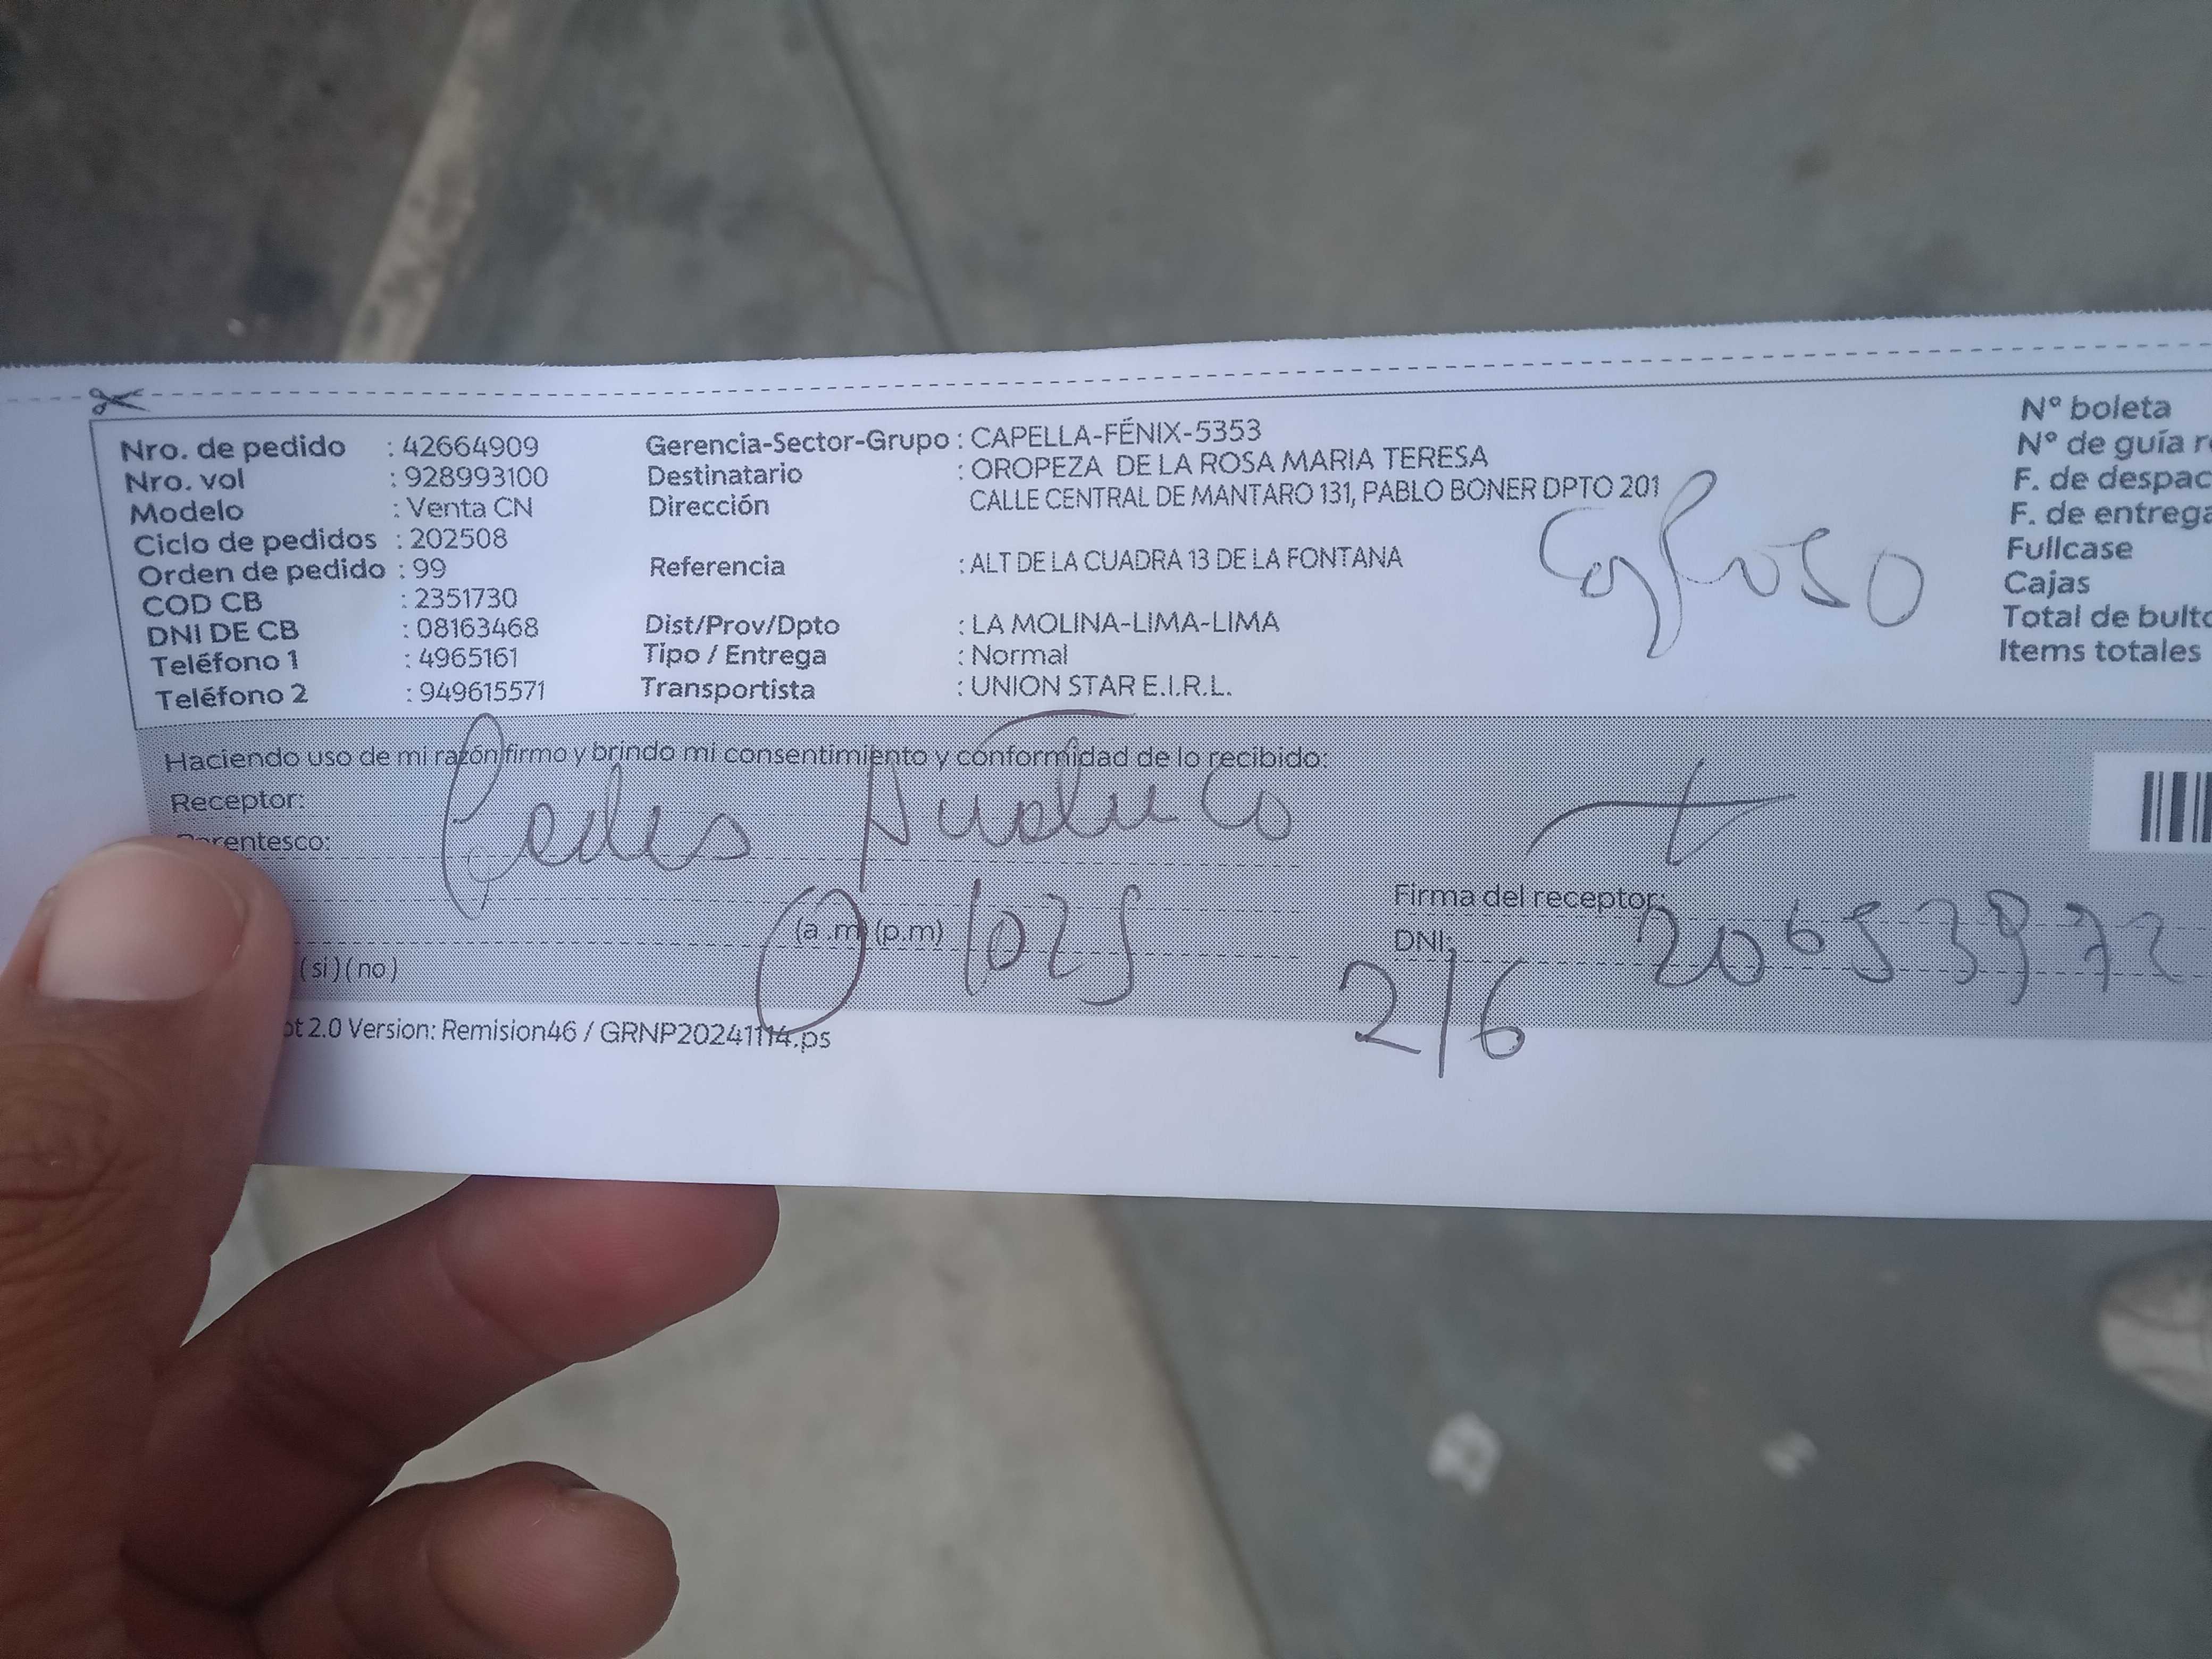 Nro. de pedido : 42664909
Nro. vol : 928993100
Modelo : Venta CN
Ciclo de pedidos : 202508
Orden de pedido : 99
COD CB : 2351730
DNI DE CB : 08163468
Teléfono 1 : 4965161
Teléfono 2 : 949615571
Gerencia-Sector-Grupo : CAPELLA-FÉNIX-5353
Destinatario : OROPEZA DE LA ROSA MARIA TERESA
Dirección CALLE CENTRAL DE MANTARO 131, PABLO BONER DPTO 201
Referencia : ALT DE LA CUADRA 13 DE LA FONTANA
Dist/Prov/Dpto : LA MOLINA-LIMA-LIMA
Tipo / Entrega : Normal
Transportista : UNION STAR E.I.R.L.
Nº boleta
Nº de guía r
F. de despac
F. de entrega
Fullcase
Cajas
Total de bulto
Items totales
Haciendo uso de mi razón firmo y brindo mi consentimiento y conformidad de lo recibido:
Receptor:
Parentesco:
(a .m) (p.m) 1025
Firma del receptor:
DNI: 20653972
(si) (no)
2/6
ot 2.0 Version: Remision46 / GRNP20241114.ps